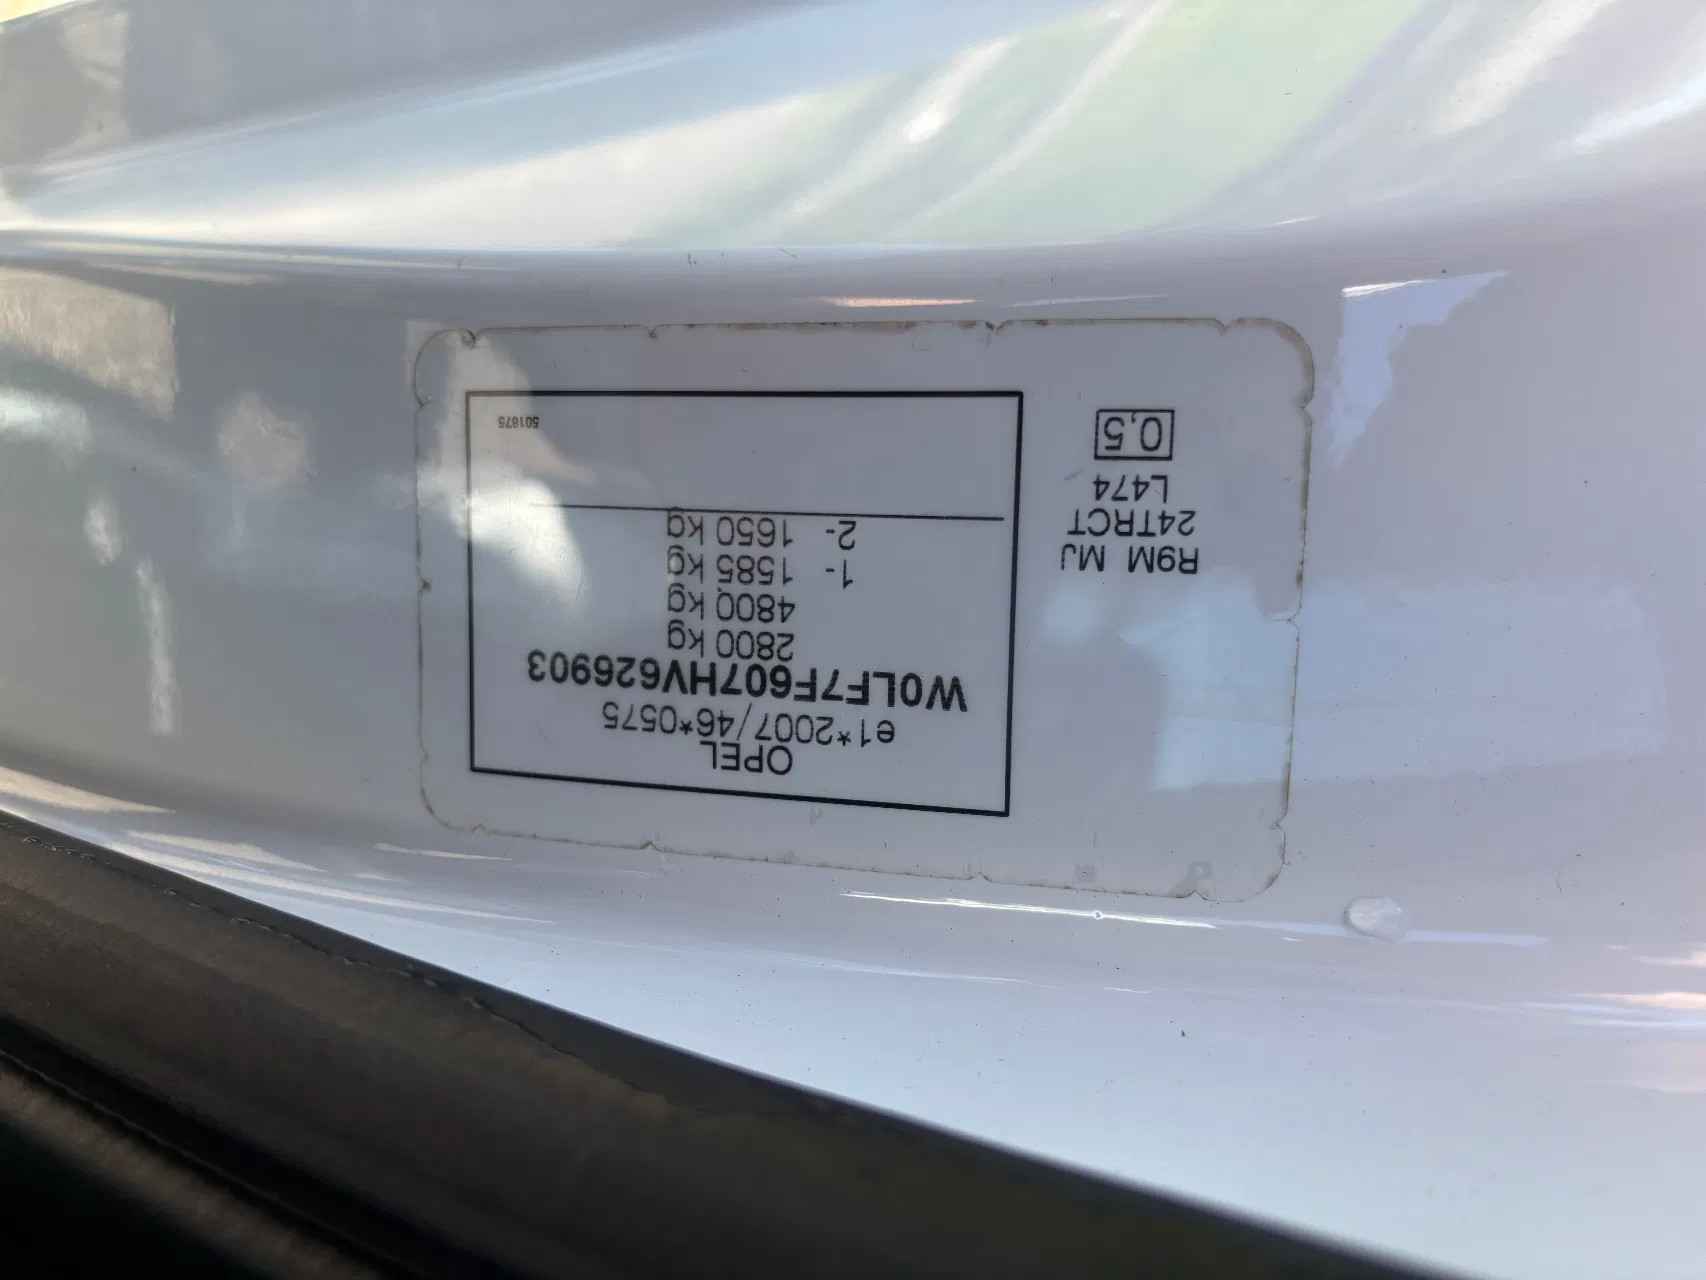 OPEL
e1*2007/46*0575
W0LF7F607HV626903
2800 kg
4800 kg
1- 1585 kg
2- 1650 kg
501875
R9M MJ
24TRCT
L474
0,5